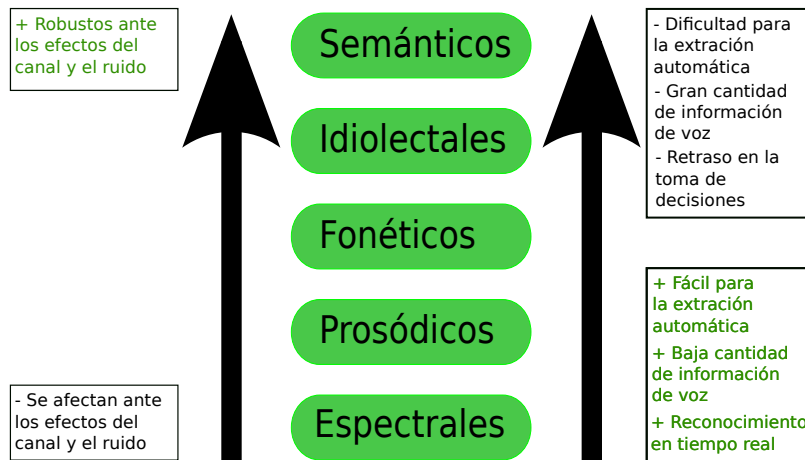 + Robustos ante
los efectos del
canal y el ruido
- Se afectan ante
los efectos del
canal y el ruido
Semánticos
Idiolectales
Fonéticos
Prosódicos
Espectrales
- Dificultad para
la extración
automática
- Gran cantidad
de información
de voz
- Retraso en la
toma de
decisiones
+ Fácil para
la extración
automática
+ Baja cantidad
de información
de voz
+ Reconocimiento
en tiempo real